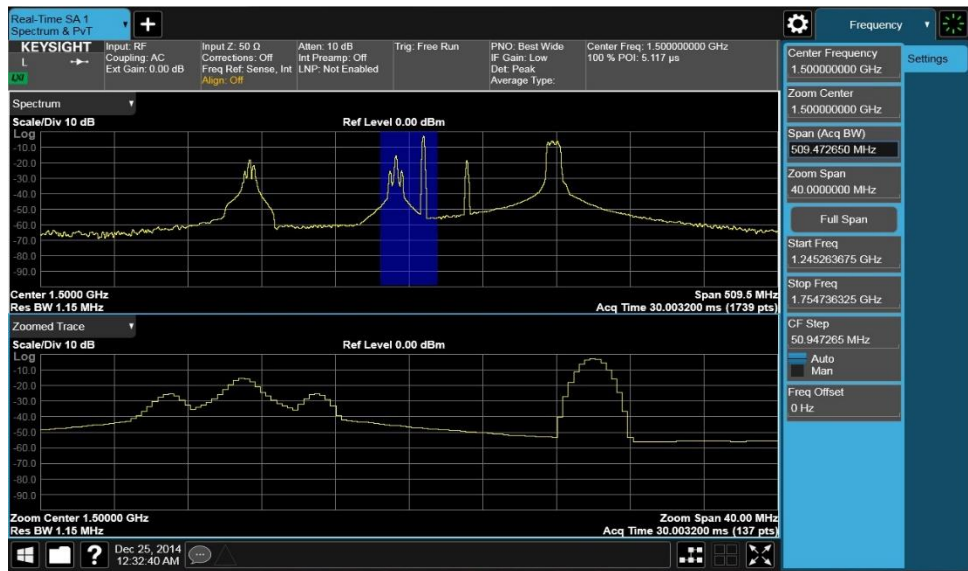 Real-Time SA 1
Spectrum & PvT
Frequency
KEYSIGHT
L
LXI
Input: RF
Coupling: AC
Ext Gain: 0.00 dB
Input Z: 50 Ω
Corrections: Off
Freq Ref: Sense, Int
Align: Off
Atten: 10 dB
Int Preamp: Off
LNP: Not Enabled
Trig: Free Run
PNO: Best Wide
IF Gain: Low
Det: Peak
Average Type:
Center Freq: 1.500000000 GHz
100 % POI: 5.117 µs
Spectrum
Scale/Div 10 dB
Ref Level 0.00 dBm
Log
-10.0
-20.0
-30.0
-40.0
-50.0
-60.0
-70.0
-80.0
-90.0
Center 1.5000 GHz
Res BW 1.15 MHz
Span 509.5 MHz
Acq Time 30.003200 ms (1739 pts)
Zoomed Trace
Scale/Div 10 dB
Ref Level 0.00 dBm
Log
-10.0
-20.0
-30.0
-40.0
-50.0
-60.0
-70.0
-80.0
-90.0
Zoom Center 1.50000 GHz
Res BW 1.15 MHz
Zoom Span 40.00 MHz
Acq Time 30.003200 ms (137 pts)
Dec 25, 2014
12:32:40 AM
Center Frequency
1.500000000 GHz
Zoom Center
1.500000000 GHz
Span (Acq BW)
509.472650 MHz
Zoom Span
40.0000000 MHz
Full Span
Start Freq
1.245263675 GHz
Stop Freq
1.754736325 GHz
CF Step
50.947265 MHz
Auto
Man
Freq Offset
0 Hz
Settings